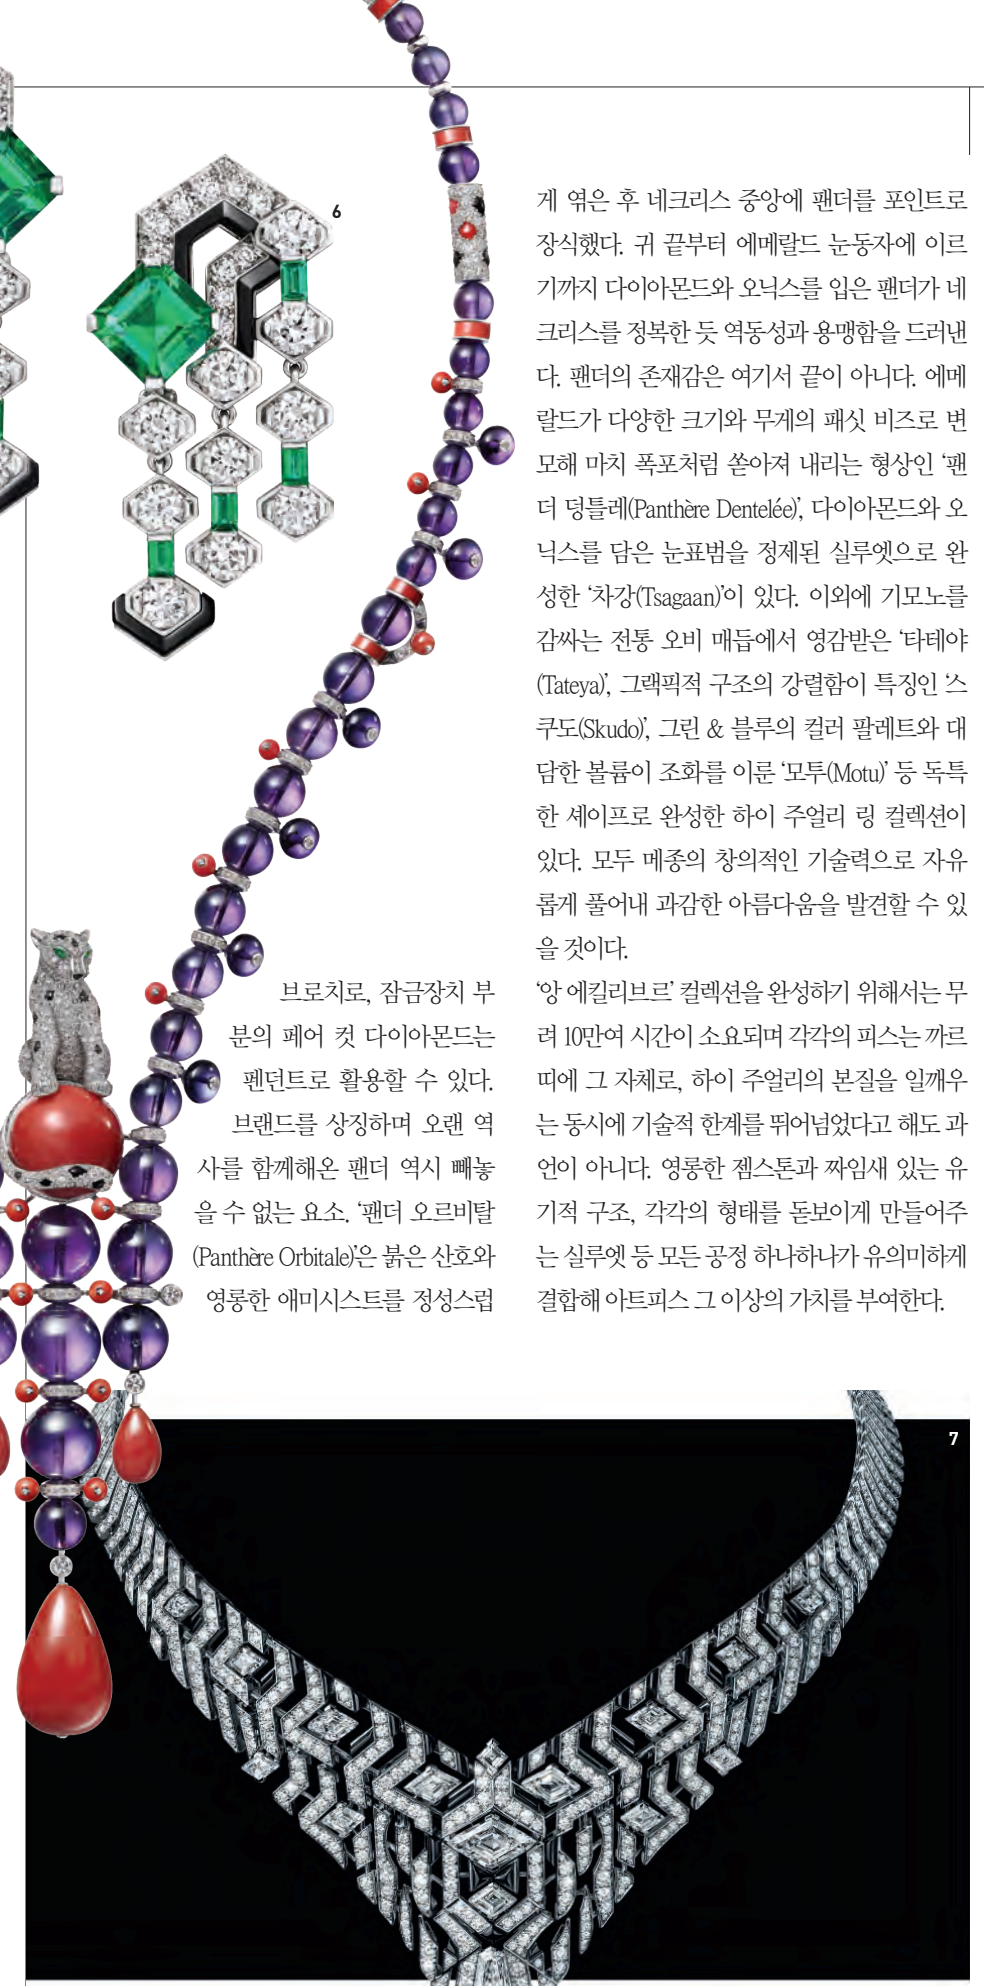 6
브로치로, 잠금장치 부
분의 페어 컷 다이아몬드는
펜던트로 활용할 수 있다.
브랜드를 상징하며 오랜 역
사를 함께해온 팬더 역시 빼놓
을 수 없는 요소. ‘팬더 오르비탈
(Panthère Orbitale)’은 붉은 산호와
영롱한 애미시스트를 정성스럽
게 엮은 후 네크리스 중앙에 팬더를 포인트로
장식했다. 귀 끝부터 에메랄드 눈동자에 이르
기까지 다이아몬드와 오닉스를 입은 팬더가 네
크리스를 정복한 듯 역동성과 용맹함을 드러낸
다. 팬더의 존재감은 여기서 끝이 아니다. 에메
랄드가 다양한 크기와 무게의 패싯 비즈로 변
모해 마치 폭포처럼 쏟아져 내리는 형상인 ‘팬
더 덩틀레(Panthère Dentelée)’, 다이아몬드와 오
닉스를 담은 눈표범을 정제된 실루엣으로 완
성한 ‘차강(Tsagaan)’이 있다. 이외에 기모노를
감싸는 전통 오비 매듭에서 영감받은 ‘타테야
(Tateya)’, 그래픽적 구조의 강렬함이 특징인 ‘스
쿠도(Skudo)’, 그린 & 블루의 컬러 팔레트와 대
담한 볼륨이 조화를 이룬 ‘모투(Motu)’ 등 독특
한 셰이프로 완성한 하이 주얼리 링 컬렉션이
있다. 모두 메종의 창의적인 기술력으로 자유
롭게 풀어내 과감한 아름다움을 발견할 수 있
을 것이다.
‘앙 에킬리브르’ 컬렉션을 완성하기 위해서는 무
려 10만여 시간이 소요되며 각각의 피스는 까르
띠에 그 자체로, 하이 주얼리의 본질을 일깨우
는 동시에 기술적 한계를 뛰어넘었다고 해도 과
언이 아니다. 영롱한 젬스톤과 짜임새 있는 유
기적 구조, 각각의 형태를 돋보이게 만들어주
는 실루엣 등 모든 공정 하나하나가 유의미하게
결합해 아트피스 그 이상의 가치를 부여한다.
7